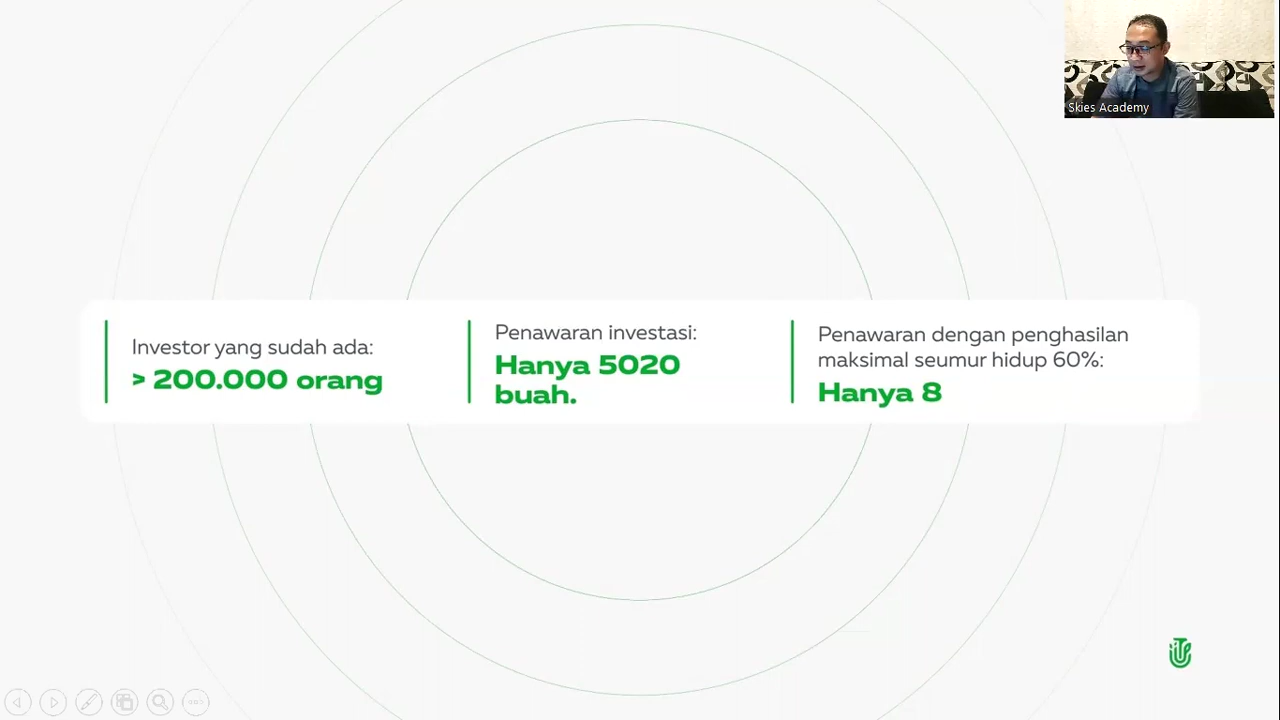 Skies Academy
Investor yang sudah ada:
> 200.000 orang
Penawaran investasi:
Hanya 5020
buah.
Penawaran dengan penghasilan
maksimal seumur hidup 60%:
Hanya 8